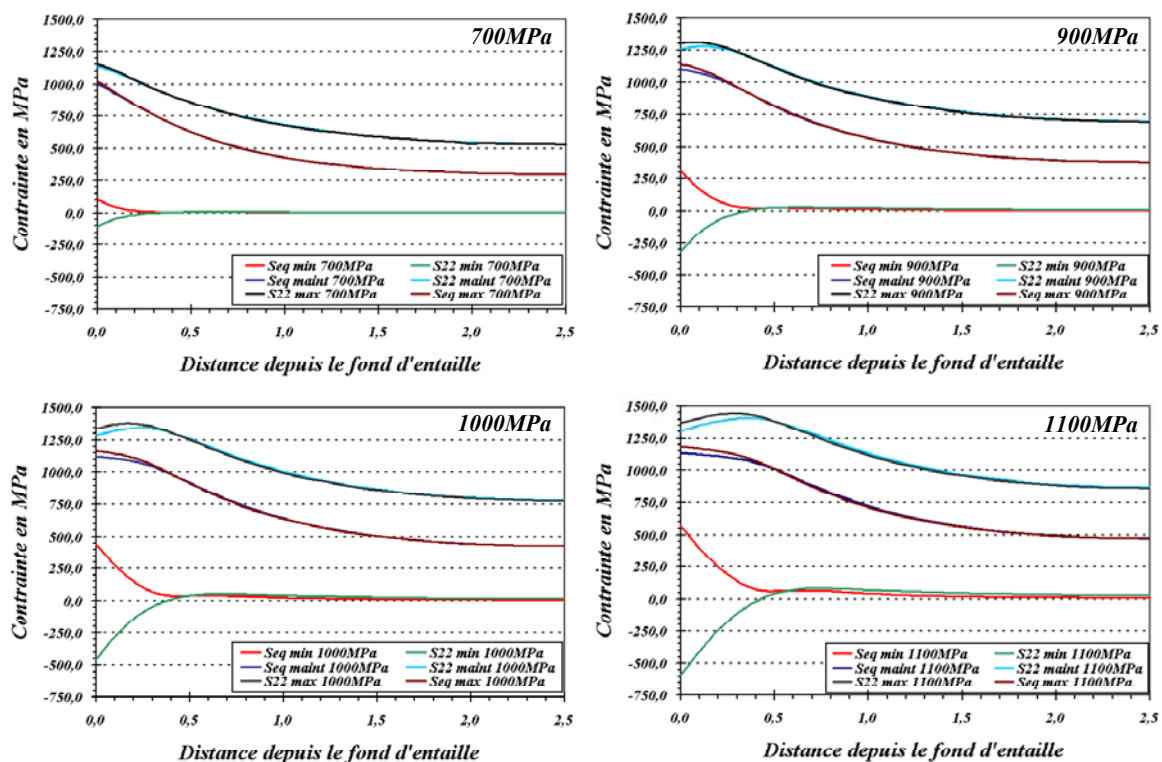 700MPa
Contrainte en MPa
1500,0
1250,0
1000,0
750,0
500,0
250,0
0,0
-250,0
-500,0
-750,0
Seq min 700MPa S22 min 700MPa
Seq maint 700MPa S22 maint 700MPa
S22 max 700MPa Seq max 700MPa
0,0 0,5 1,0 1,5 2,0 2,5
Distance depuis le fond d'entaille
900MPa
Contrainte en MPa
1500,0
1250,0
1000,0
750,0
500,0
250,0
0,0
-250,0
-500,0
-750,0
Seq min 900MPa S22 min 900MPa
Seq maint 900MPa S22 maint 900MPa
S22 max 900MPa Seq max 900MPa
0,0 0,5 1,0 1,5 2,0 2,5
Distance depuis le fond d'entaille
1000MPa
Contrainte en MPa
1500,0
1250,0
1000,0
750,0
500,0
250,0
0,0
-250,0
-500,0
-750,0
Seq min 1000MPa S22 min 1000MPa
Seq maint 1000MPa S22 maint 1000MPa
S22 max 1000MPa Seq max 1000MPa
0,0 0,5 1,0 1,5 2,0 2,5
Distance depuis le fond d'entaille
1100MPa
Contrainte en MPa
1500,0
1250,0
1000,0
750,0
500,0
250,0
0,0
-250,0
-500,0
-750,0
Seq min 1100MPa S22 min 1100MPa
Seq maint 1100MPa S22 maint 1100MPa
S22 max 1100MPa Seq max 1100MPa
0,0 0,5 1,0 1,5 2,0 2,5
Distance depuis le fond d'entaille